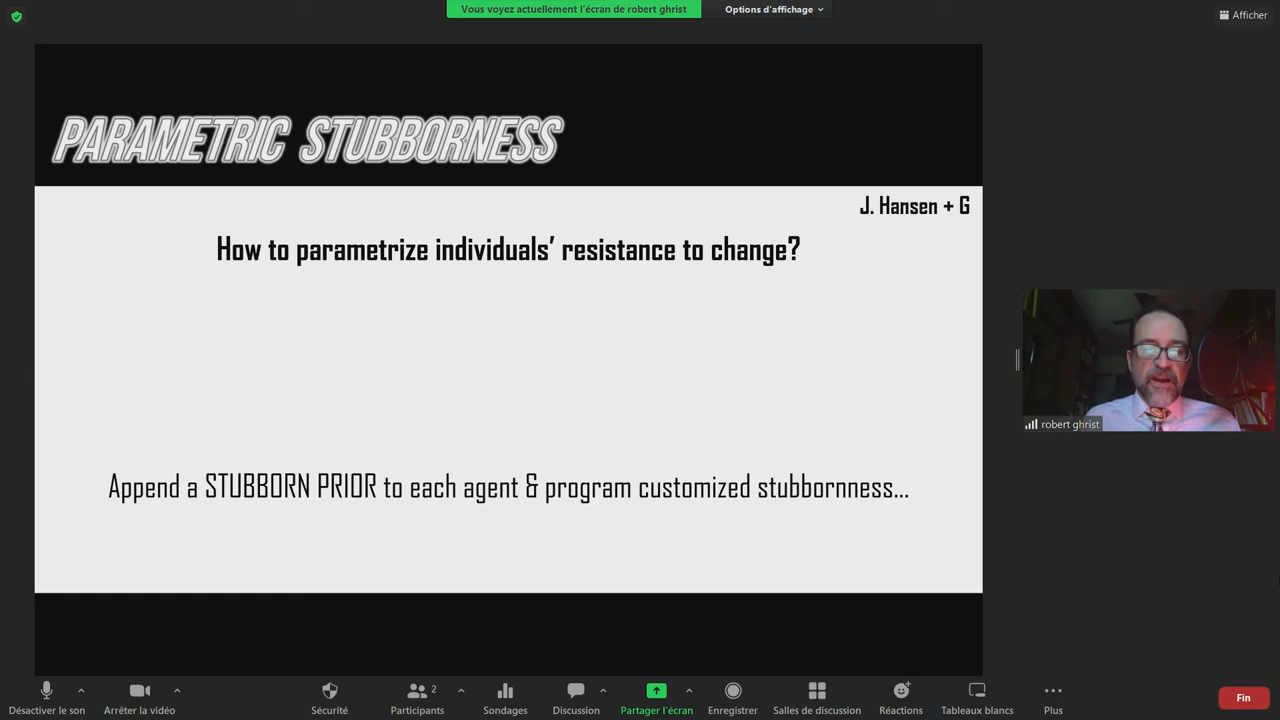 Vous voyez actuellement l'écran de robert ghrist
Options d'affichage
Afficher
PARAMETRIC STUBBORNESS
J. Hansen + G
How to parametrize individuals' resistance to change?
Append a STUBBORN PRIOR to each agent & program customized stubbornness...
robert ghrist
2
Désactiver le son
Arrêter la vidéo
Sécurité
Participants
Sondages
Discussion
Partager l'écran
Enregistrer
Salles de discussion
Réactions
Tableaux blancs
Plus
Fin